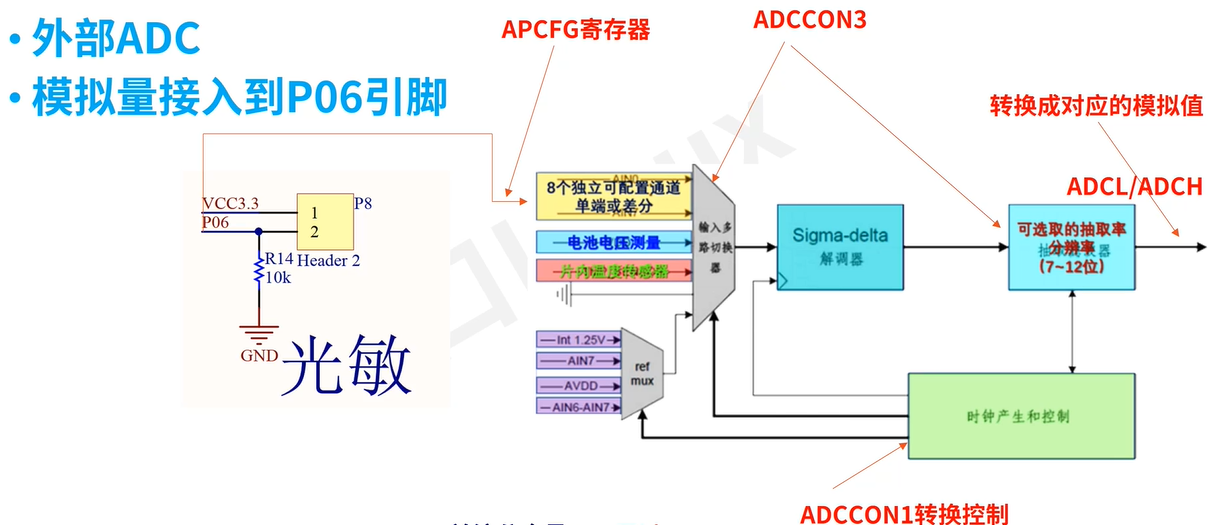 • 外部ADC
• 模拟量接入到P06引脚
APCFG寄存器
ADCCON3
转换成对应的模拟值
ADCL/ADCH
VCC3.3
P06
1
2
P8
R14
10k
Header 2
GND
光敏
AIN0
8个独立可配置通道
单端或差分
AIN7
电池电压测量
片内温度传感器
输入多
路切换
器
Sigma-delta
解调器
可选取的抽取率
分辨率
(7~12位)
Int 1.25V
AIN7
AVDD
AIN6-AIN7
ref
mux
时钟产生和控制
ADCCON1转换控制